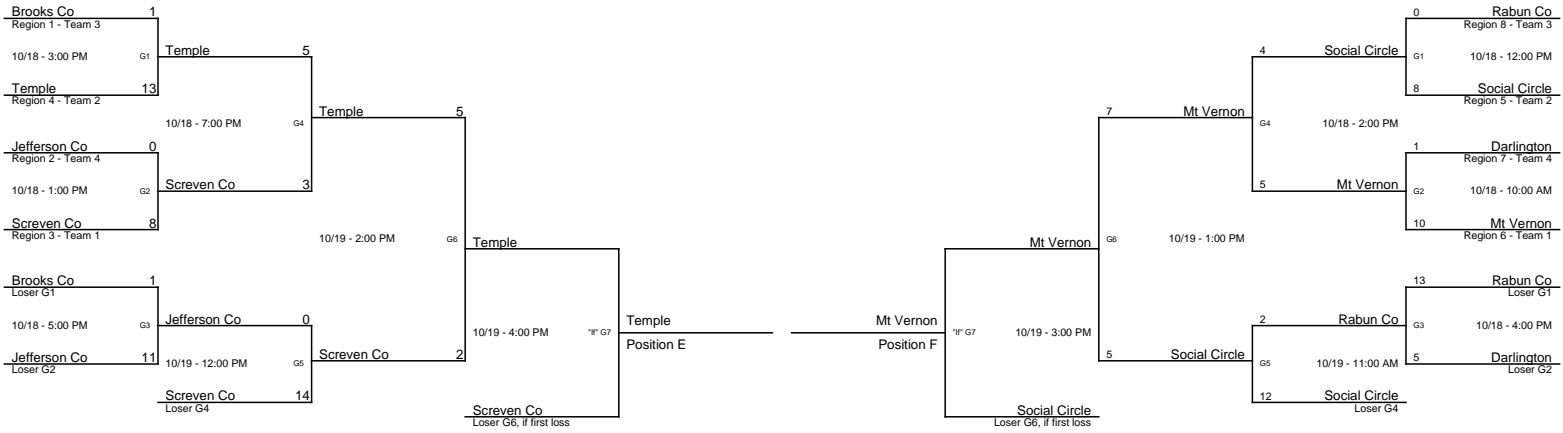 Brooks Co 1
Region 1 - Team 3
10/18 - 3:00 PM G1
Temple 5
Temple 13
Region 4 - Team 2
10/18 - 7:00 PM G4
Temple 5
Jefferson Co 0
Region 2 - Team 4
10/18 - 1:00 PM G2
Screven Co 3
Screven Co 8
Region 3 - Team 1
10/19 - 2:00 PM G6
Temple
Brooks Co 1
Loser G1
10/18 - 5:00 PM G3
Jefferson Co 0
Jefferson Co 11
Loser G2
10/19 - 12:00 PM G5
Screven Co 2
Screven Co 14
Loser G4
10/19 - 4:00 PM "If" G7
Temple
Position E
Screven Co
Loser G6, if first loss
0 Rabun Co
Region 8 - Team 3
G1 10/18 - 12:00 PM
4 Social Circle
8 Social Circle
Region 5 - Team 2
G4 10/18 - 2:00 PM
7 Mt Vernon
1 Darlington
Region 7 - Team 4
G2 10/18 - 10:00 AM
5 Mt Vernon
10 Mt Vernon
Region 6 - Team 1
G6 10/19 - 1:00 PM
Mt Vernon
13 Rabun Co
Loser G1
G3 10/18 - 4:00 PM
2 Rabun Co
5 Darlington
Loser G2
G5 10/19 - 11:00 AM
5 Social Circle
12 Social Circle
Loser G4
"If" G7 10/19 - 3:00 PM
Mt Vernon
Position F
Social Circle
Loser G6, if first loss